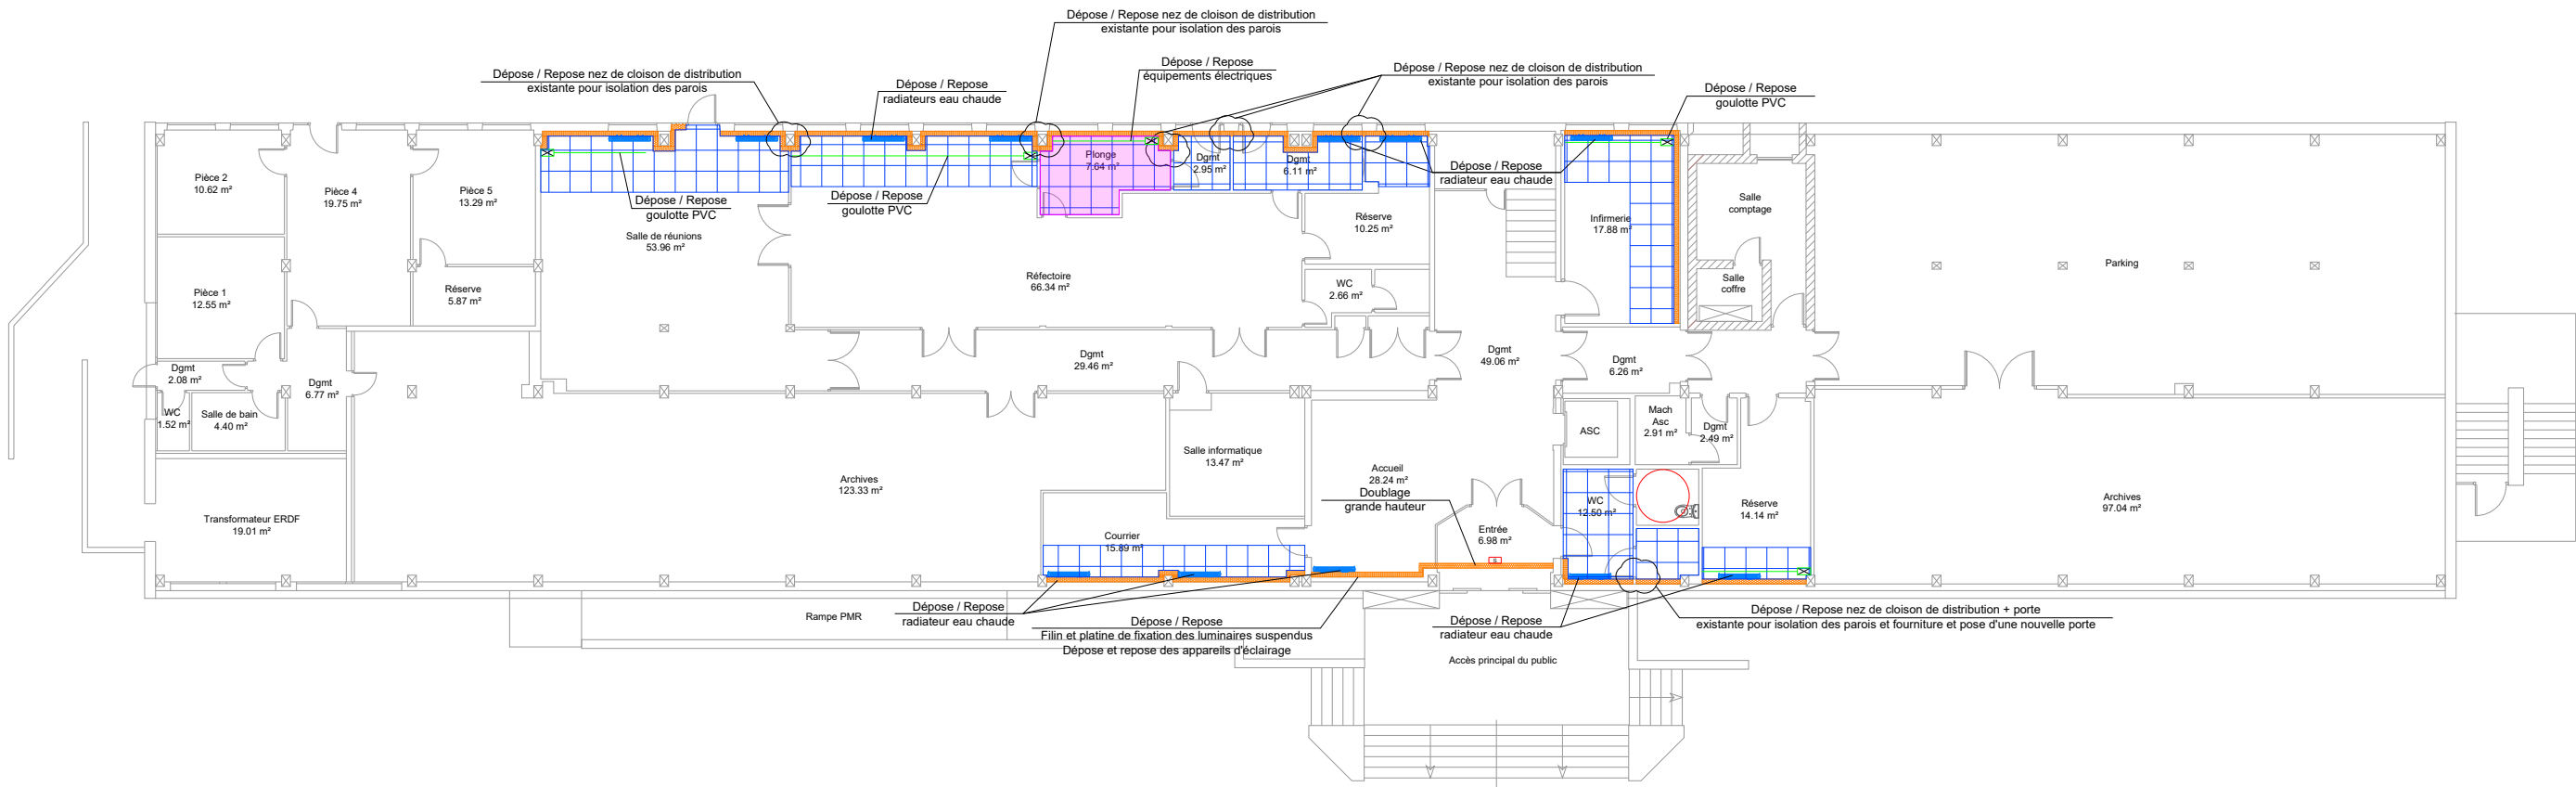 Dépose / Repose nez de cloison de distribution
existante pour isolation des parois
Dépose / Repose nez de cloison de distribution
existante pour isolation des parois
Dépose / Repose
radiateurs eau chaude
Dépose / Repose
équipements électriques
Dépose / Repose nez de cloison de distribution
existante pour isolation des parois
Dépose / Repose
goulotte PVC
Pièce 2
10.62 m²
Pièce 4
19.75 m²
Pièce 5
13.29 m²
Dépose / Repose
goulotte PVC
Salle de réunions
53.96 m²
Dépose / Repose
goulotte PVC
Plonge
7.64 m²
Dgmt
2.95 m²
Dgmt
6.11 m²
Dépose / Repose
radiateur eau chaude
Réserve
10.25 m²
Infirmerie
17.88 m²
Salle
comptage
Salle
coffre
Parking
Pièce 1
12.55 m²
Réserve
5.87 m²
Réfectoire
66.34 m²
WC
2.66 m²
Dgmt
2.08 m²
Dgmt
6.77 m²
Dgmt
29.46 m²
Dgmt
49.06 m²
Dgmt
6.26 m²
WC
1.52 m²
Salle de bain
4.40 m²
ASC
Mach
Asc
2.91 m²
Dgmt
2.49 m²
Salle informatique
13.47 m²
Archives
123.33 m²
Accueil
28.24 m²
Doublage
grande hauteur
WC
12.50 m²
Réserve
14.14 m²
Archives
97.04 m²
Transformateur ERDF
19.01 m²
Courrier
15.89 m²
Entrée
6.98 m²
Rampe PMR
Dépose / Repose
radiateur eau chaude
Dépose / Repose
Filin et platine de fixation des luminaires suspendus
Dépose et repose des appareils d'éclairage
Dépose / Repose
radiateur eau chaude
Dépose / Repose nez de cloison de distribution + porte
existante pour isolation des parois et fourniture et pose d'une nouvelle porte
Accès principal du public